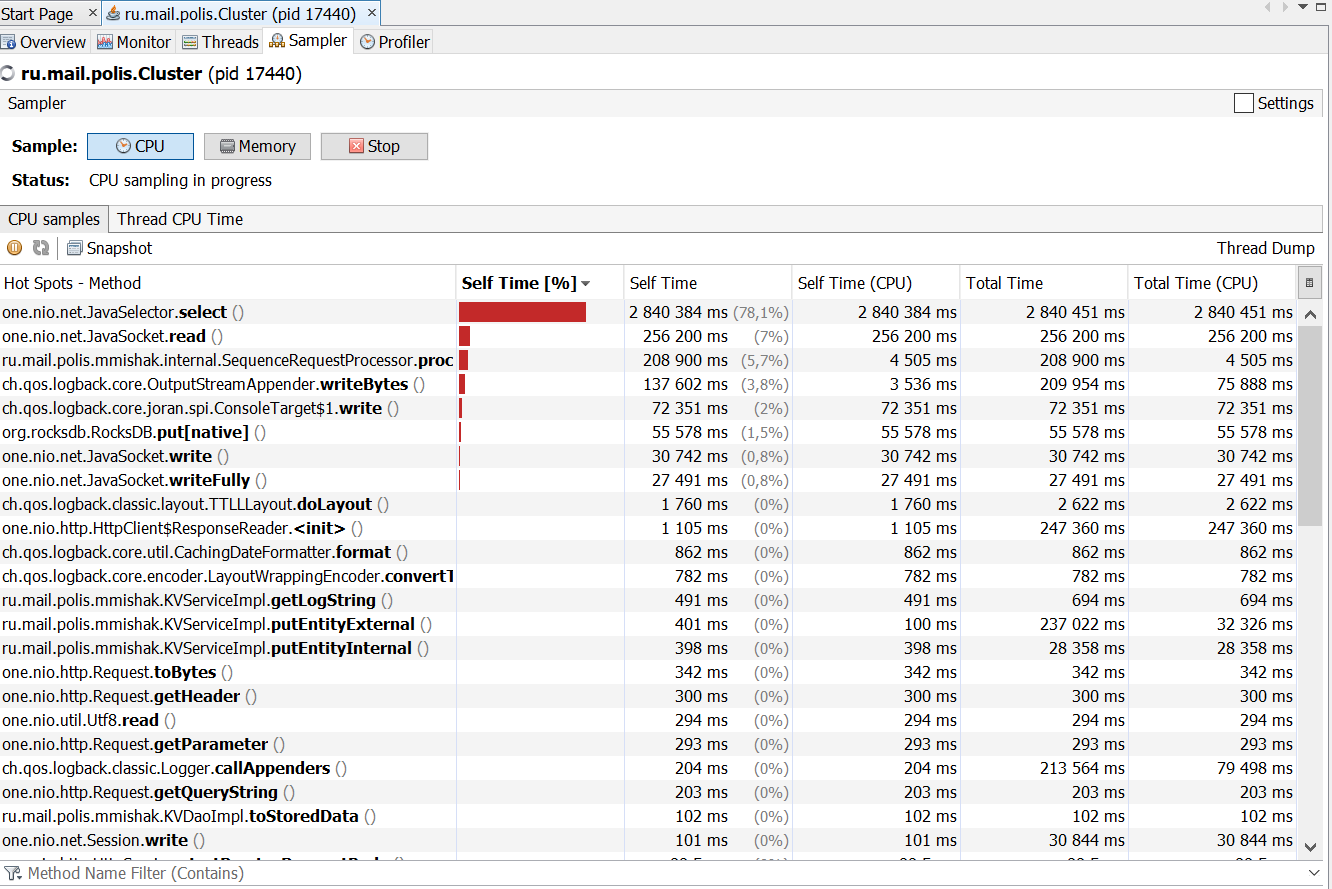 Start Page × ru.mail.polis.Cluster (pid 17440) ×
Overview Monitor Threads Sampler Profiler
ru.mail.polis.Cluster (pid 17440)
Sampler Settings
Sample: CPU Memory Stop
Status: CPU sampling in progress
CPU samples Thread CPU Time
Snapshot Thread Dump
Hot Spots - Method Self Time [%] Self Time Self Time (CPU) Total Time Total Time (CPU)
one.nio.net.JavaSelector.select () 2 840 384 ms (78,1%) 2 840 384 ms 2 840 451 ms 2 840 451 ms
one.nio.net.JavaSocket.read () 256 200 ms (7%) 256 200 ms 256 200 ms 256 200 ms
ru.mail.polis.mmishak.internal.SequenceRequestProcessor.proc 208 900 ms (5,7%) 4 505 ms 208 900 ms 4 505 ms
ch.qos.logback.core.OutputStreamAppender.writeBytes () 137 602 ms (3,8%) 3 536 ms 209 954 ms 75 888 ms
ch.qos.logback.core.joran.spi.ConsoleTarget$1.write () 72 351 ms (2%) 72 351 ms 72 351 ms 72 351 ms
org.rocksdb.RocksDB.put[native] () 55 578 ms (1,5%) 55 578 ms 55 578 ms 55 578 ms
one.nio.net.JavaSocket.write () 30 742 ms (0,8%) 30 742 ms 30 742 ms 30 742 ms
one.nio.net.JavaSocket.writeFully () 27 491 ms (0,8%) 27 491 ms 27 491 ms 27 491 ms
ch.qos.logback.classic.layout.TTLLLayout.doLayout () 1 760 ms (0%) 1 760 ms 2 622 ms 2 622 ms
one.nio.http.HttpClient$ResponseReader.<init> () 1 105 ms (0%) 1 105 ms 247 360 ms 247 360 ms
ch.qos.logback.core.util.CachingDateFormatter.format () 862 ms (0%) 862 ms 862 ms 862 ms
ch.qos.logback.core.encoder.LayoutWrappingEncoder.convertT 782 ms (0%) 782 ms 782 ms 782 ms
ru.mail.polis.mmishak.KVServiceImpl.getLogString () 491 ms (0%) 491 ms 694 ms 694 ms
ru.mail.polis.mmishak.KVServiceImpl.putEntityExternal () 401 ms (0%) 100 ms 237 022 ms 32 326 ms
ru.mail.polis.mmishak.KVServiceImpl.putEntityInternal () 398 ms (0%) 398 ms 28 358 ms 28 358 ms
one.nio.http.Request.toBytes () 342 ms (0%) 342 ms 342 ms 342 ms
one.nio.http.Request.getHeader () 300 ms (0%) 300 ms 300 ms 300 ms
one.nio.util.Utf8.read () 294 ms (0%) 294 ms 294 ms 294 ms
one.nio.http.Request.getParameter () 293 ms (0%) 293 ms 293 ms 293 ms
ch.qos.logback.classic.Logger.callAppenders () 204 ms (0%) 204 ms 213 564 ms 79 498 ms
one.nio.http.Request.getQueryString () 203 ms (0%) 203 ms 203 ms 203 ms
ru.mail.polis.mmishak.KVDaoImpl.toStoredData () 102 ms (0%) 102 ms 102 ms 102 ms
one.nio.net.Session.write () 101 ms (0%) 101 ms 30 844 ms 30 844 ms
Method Name Filter (Contains)